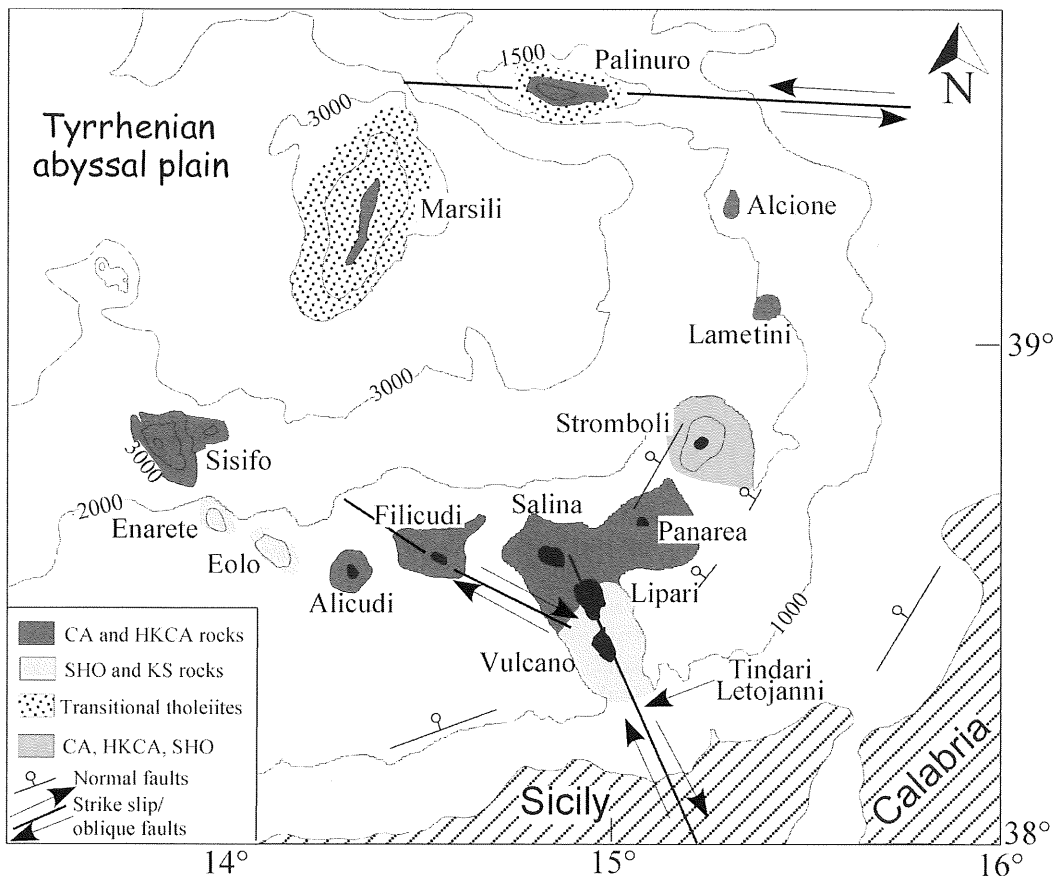 1500
Palinuro
N
3000
Tyrrhenian
abyssal plain
Marsili
Alcione
Lametini
39°
3000
Stromboli
3000
Sisifo
2000
Enarete
Filicudi
Salina
Eolo
Panarea
Alicudi
Lipari
1000
Vulcano
Tindari
Letojanni
CA and HKCA rocks
SHO and KS rocks
Transitional tholeiites
CA, HKCA, SHO
Normal faults
Strike slip/
oblique faults
Sicily
Calabria
38°
14°
15°
16°